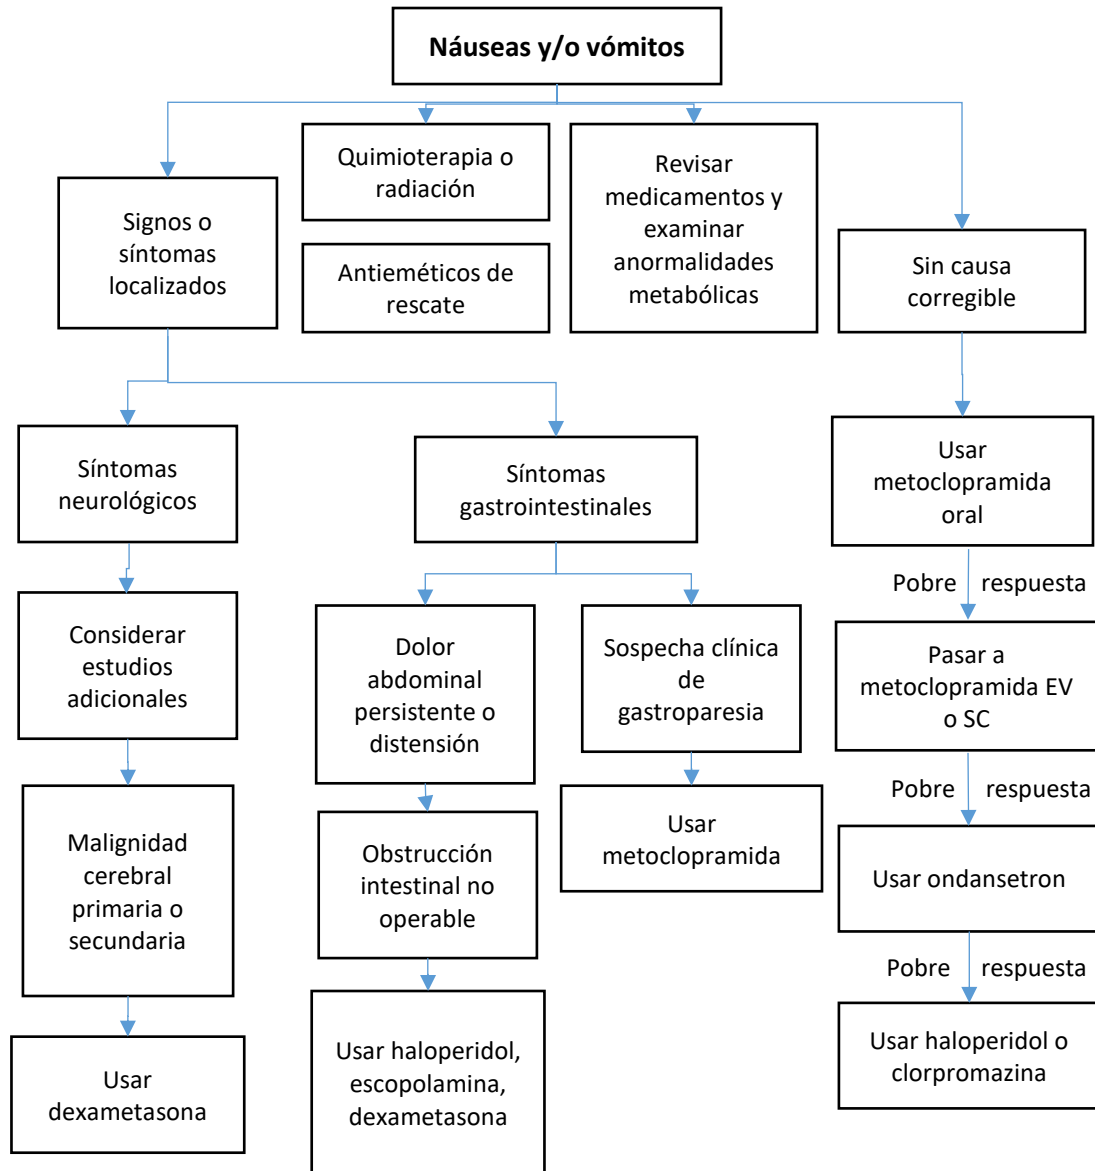 Náuseas y/o vómitos
Quimioterapia o
radiación
Revisar
medicamentos y
examinar
anormalidades
metabólicas
Signos o
síntomas
localizados
Antieméticos de
rescate
Sin causa
corregible
Síntomas
neurológicos
Síntomas
gastrointestinales
Usar
metoclopramida
oral
Pobre respuesta
Considerar
estudios
adicionales
Dolor
abdominal
persistente o
distensión
Sospecha clínica
de
gastroparesia
Pasar a
metoclopramida EV
o SC
Pobre respuesta
Malignidad
cerebral
primaria o
secundaria
Obstrucción
intestinal no
operable
Usar
metoclopramida
Usar ondansetron
Pobre respuesta
Usar
dexametasona
Usar haloperidol,
escopolamina,
dexametasona
Usar haloperidol o
clorpromazina